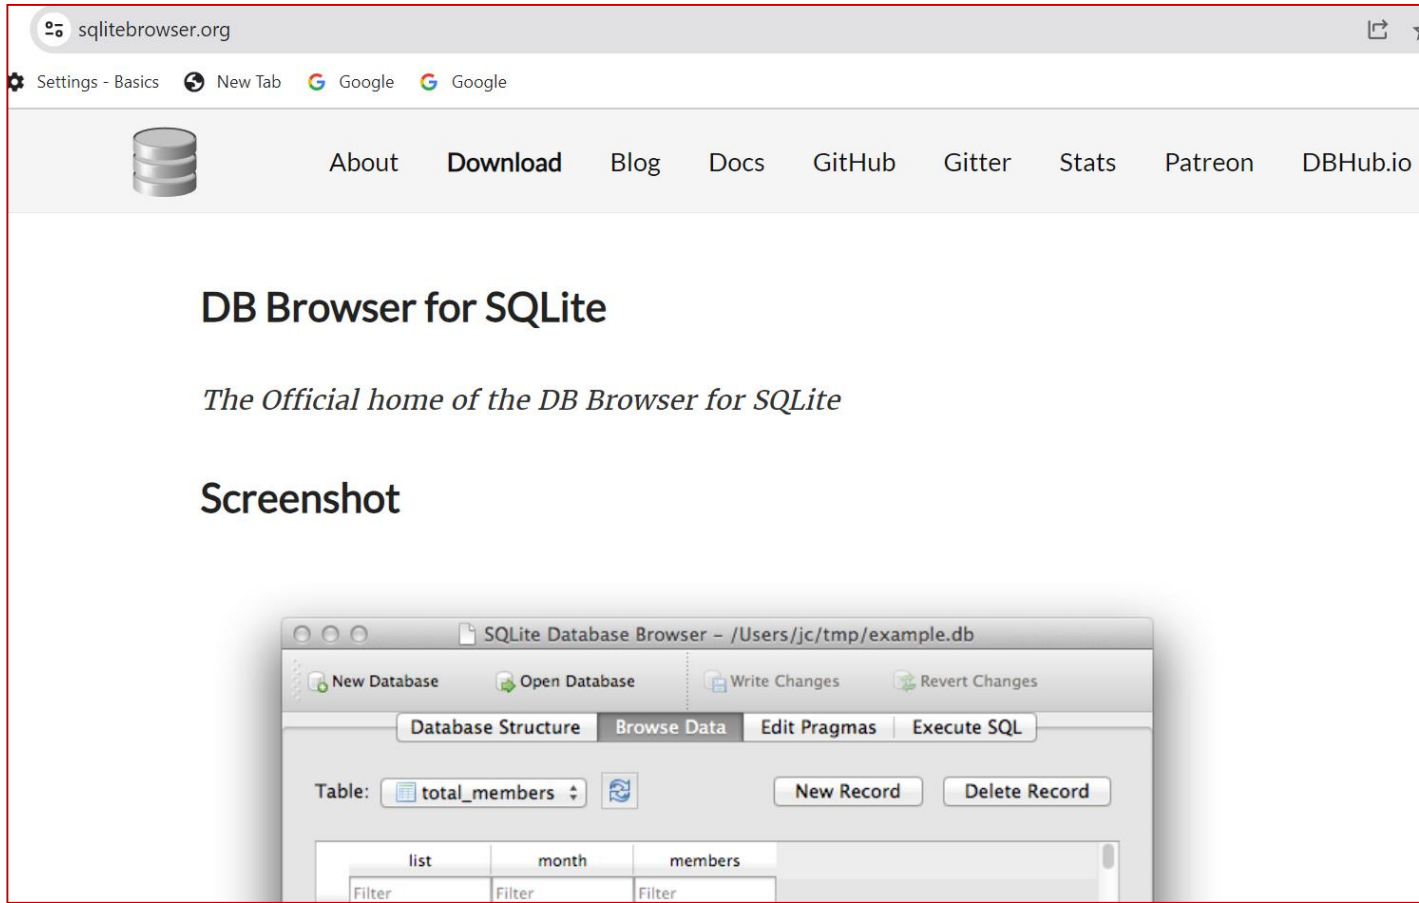 sqlitebrowser.org
Settings - Basics New Tab Google Google
About Download Blog Docs GitHub Gitter Stats Patreon DBHub.io
DB Browser for SQLite
The Official home of the DB Browser for SQLite
Screenshot
SQLite Database Browser – /Users/jc/tmp/example.db
New Database Open Database Write Changes Revert Changes
Database Structure Browse Data Edit Pragmas Execute SQL
Table: total_members New Record Delete Record
list month members
Filter Filter Filter